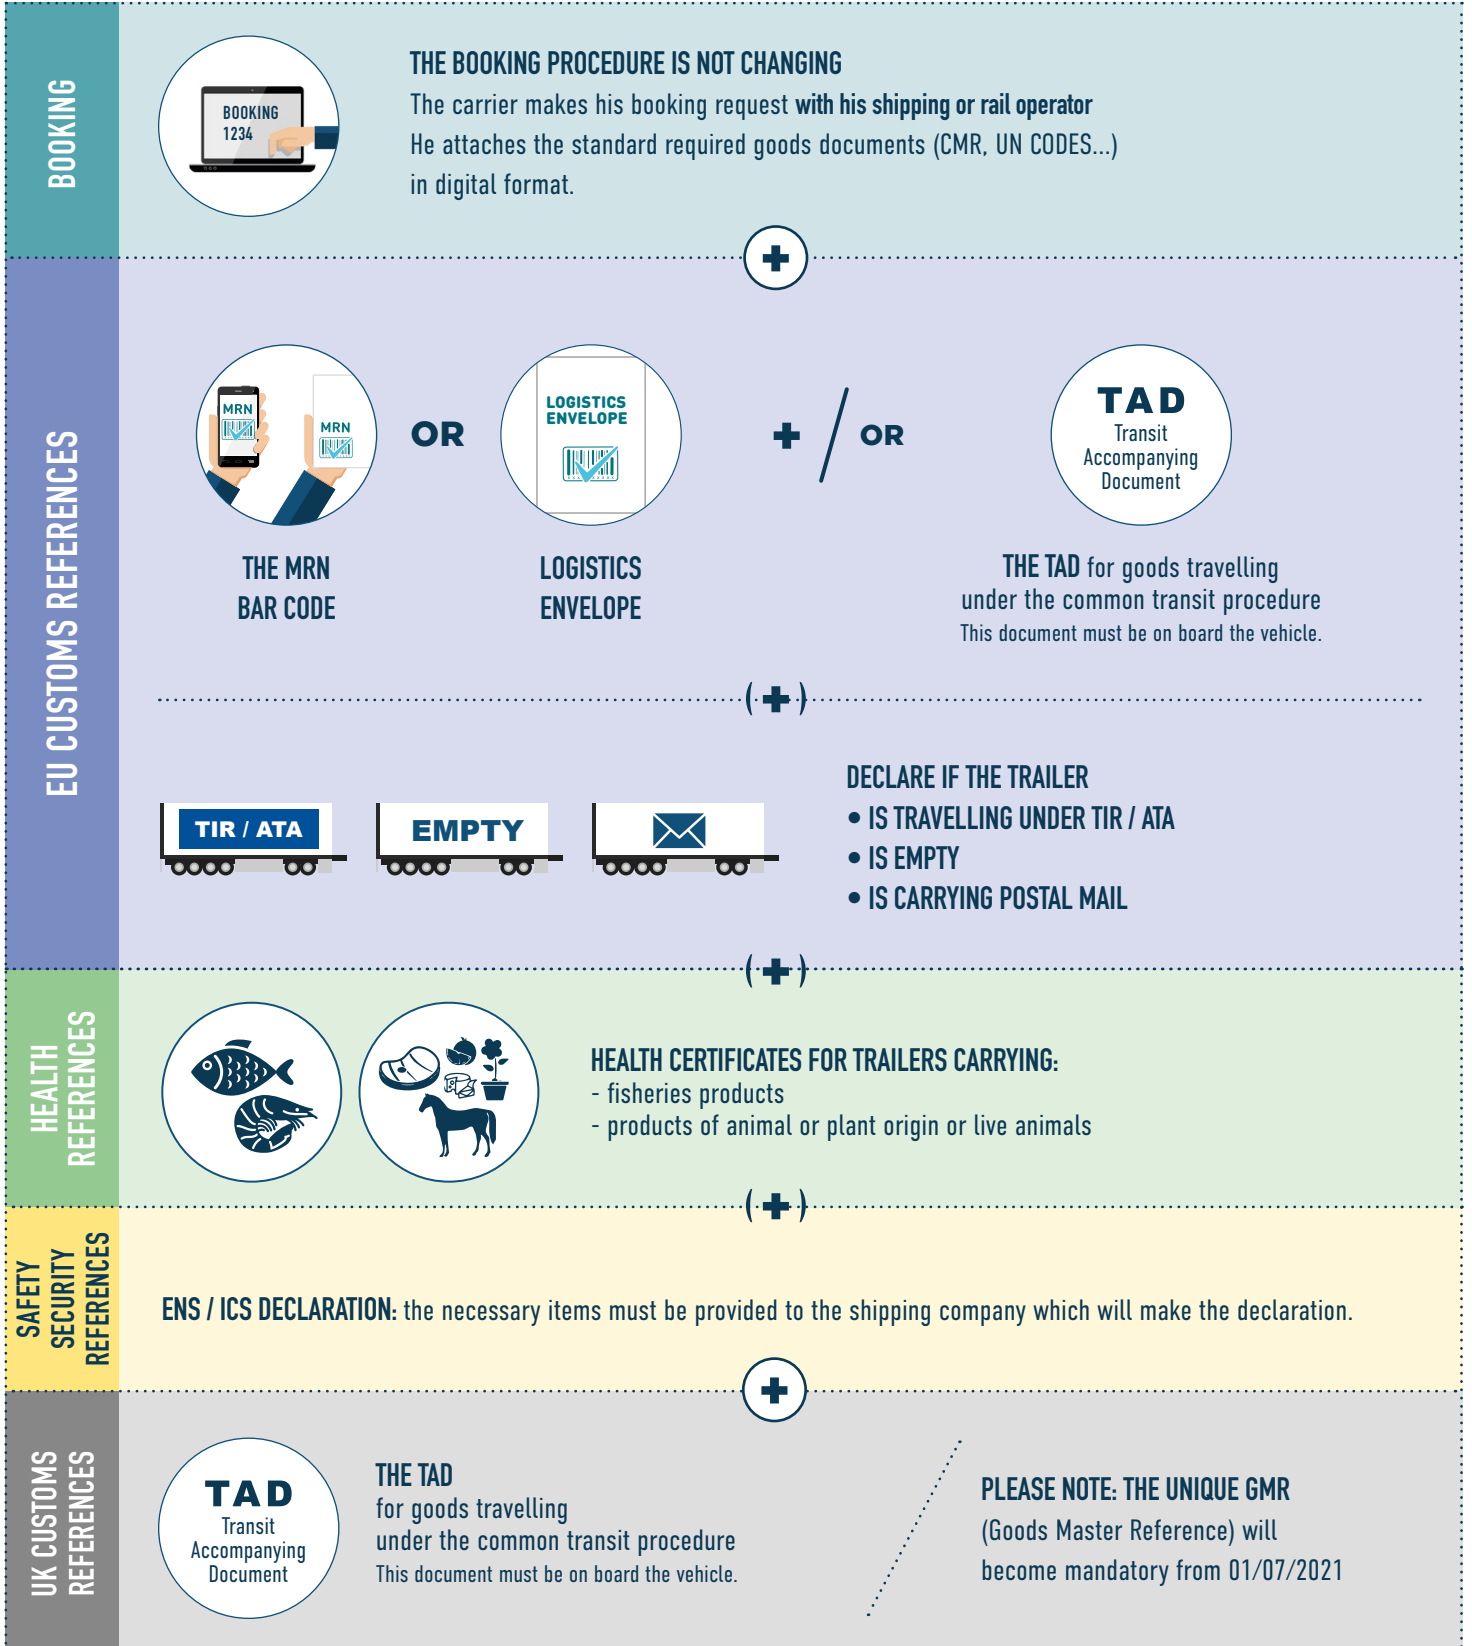 BOOKING
BOOKING
1234
THE BOOKING PROCEDURE IS NOT CHANGING
The carrier makes his booking request with his shipping or rail operator
He attaches the standard required goods documents (CMR, UN CODES...)
in digital format.
+
EU CUSTOMS REFERENCES
MRN
MRN
OR
LOGISTICS
ENVELOPE
+ / OR
TAD
Transit
Accompanying
Document
THE MRN
BAR CODE
LOGISTICS
ENVELOPE
THE TAD for goods travelling
under the common transit procedure
This document must be on board the vehicle.
(+)
TIR / ATA
EMPTY
DECLARE IF THE TRAILER
• IS TRAVELLING UNDER TIR / ATA
• IS EMPTY
• IS CARRYING POSTAL MAIL
(+)
HEALTH
REFERENCES
HEALTH CERTIFICATES FOR TRAILERS CARRYING:
- fisheries products
- products of animal or plant origin or live animals
(+)
SAFETY
SECURITY
REFERENCES
ENS / ICS DECLARATION: the necessary items must be provided to the shipping company which will make the declaration.
+
UK CUSTOMS
REFERENCES
TAD
Transit
Accompanying
Document
THE TAD
for goods travelling
under the common transit procedure
This document must be on board the vehicle.
PLEASE NOTE: THE UNIQUE GMR
(Goods Master Reference) will
become mandatory from 01/07/2021